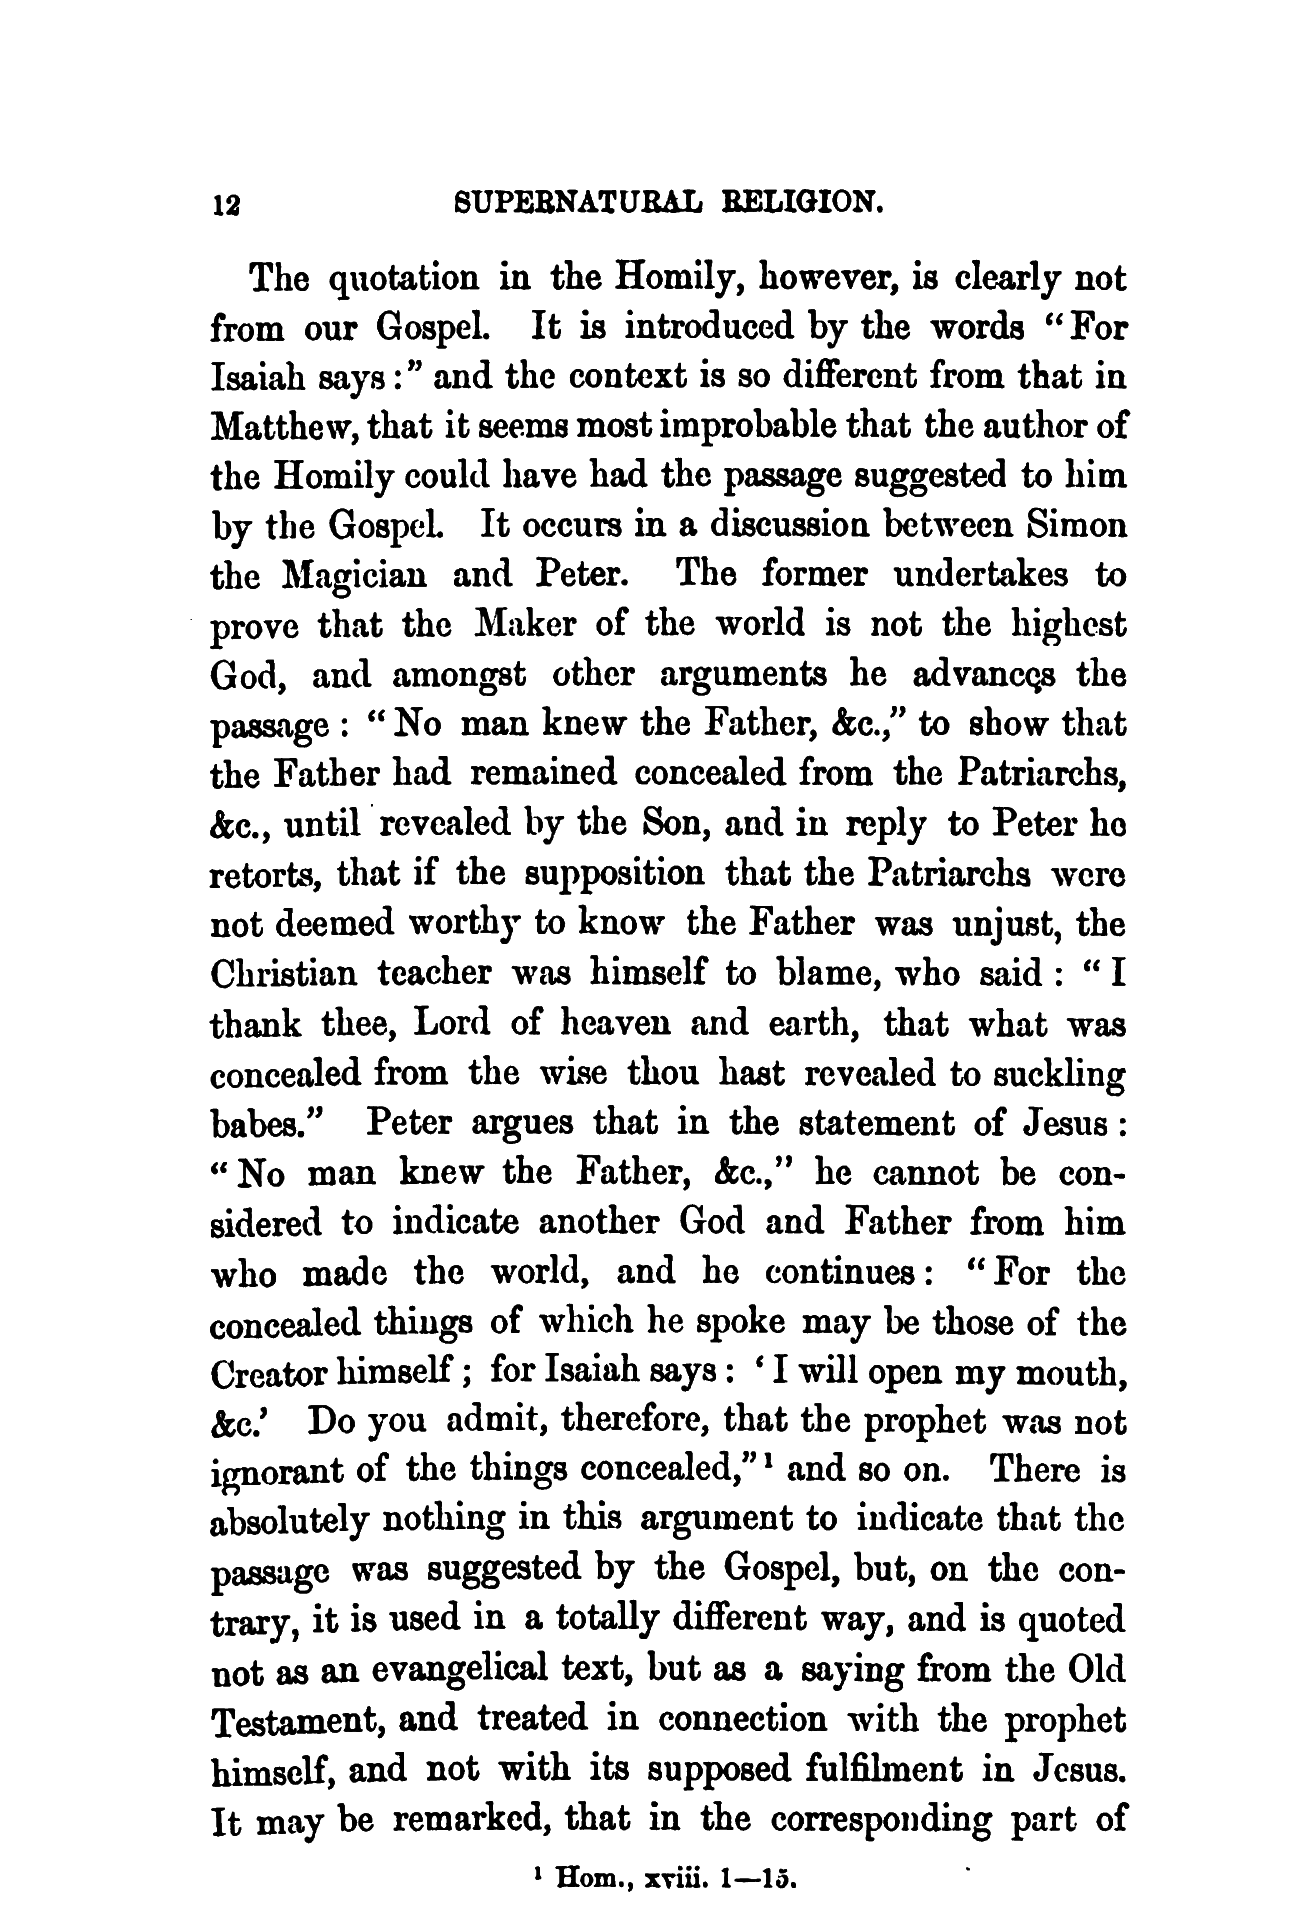 12 SUPERNATURAL RELIGION.
The quotation in the Homily, however, is clearly not
from our Gospel. It is introduced by the words “For
Isaiah says:” and the context is so different from that in
Matthew, that it seems most improbable that the author of
the Homily could have had the passage suggested to him
by the Gospel. It occurs in a discussion between Simon
the Magician and Peter. The former undertakes to
prove that the Maker of the world is not the highest
God, and amongst other arguments he advances the
passage: “No man knew the Father, &c.,” to show that
the Father had remained concealed from the Patriarchs,
&c., until revealed by the Son, and in reply to Peter he
retorts, that if the supposition that the Patriarchs were
not deemed worthy to know the Father was unjust, the
Christian teacher was himself to blame, who said: “I
thank thee, Lord of heaven and earth, that what was
concealed from the wise thou hast revealed to suckling
babes.” Peter argues that in the statement of Jesus:
“No man knew the Father, &c.,” he cannot be con-
sidered to indicate another God and Father from him
who made the world, and he continues: “For the
concealed things of which he spoke may be those of the
Creator himself; for Isaiah says: ‘I will open my mouth,
&c.’ Do you admit, therefore, that the prophet was not
ignorant of the things concealed,”¹ and so on. There is
absolutely nothing in this argument to indicate that the
passage was suggested by the Gospel, but, on the con-
trary, it is used in a totally different way, and is quoted
not as an evangelical text, but as a saying from the Old
Testament, and treated in connection with the prophet
himself, and not with its supposed fulfilment in Jesus.
It may be remarked, that in the corresponding part of
¹ Hom., xviii. 1—15.